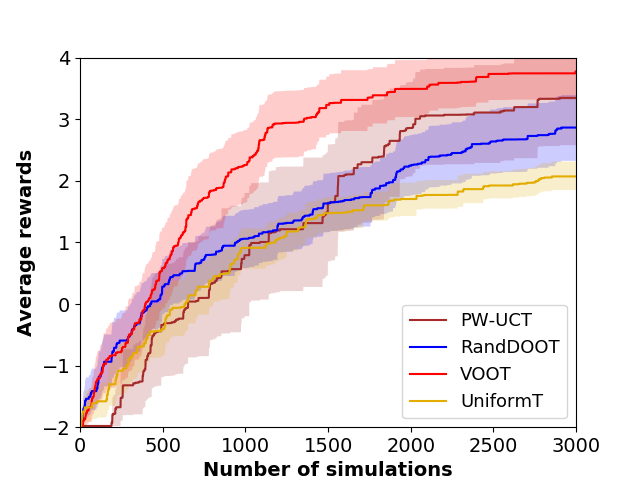 4
3
2
1
0
−1
−2
Average rewards
0 500 1000 1500 2000 2500 3000
Number of simulations
PW-UCT
RandDOOT
VOOT
UniformT